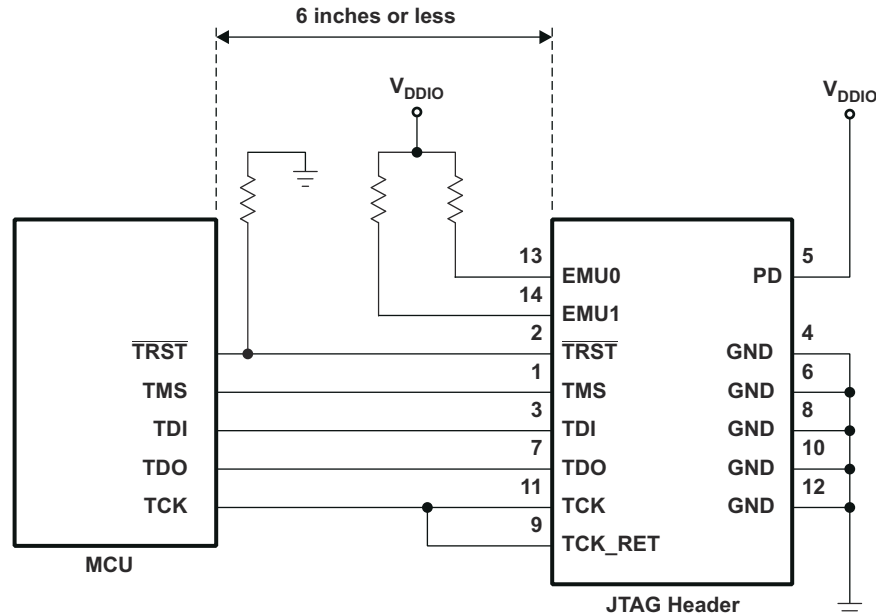 6 inches or less
VDDIO
VDDIO
13
EMU0
PD
5
14
EMU1
TRST
2
TRST
GND
4
TMS
1
TMS
GND
6
TDI
3
TDI
GND
8
TDO
7
TDO
GND
10
TCK
11
TCK
GND
12
9
TCK_RET
MCU
JTAG Header